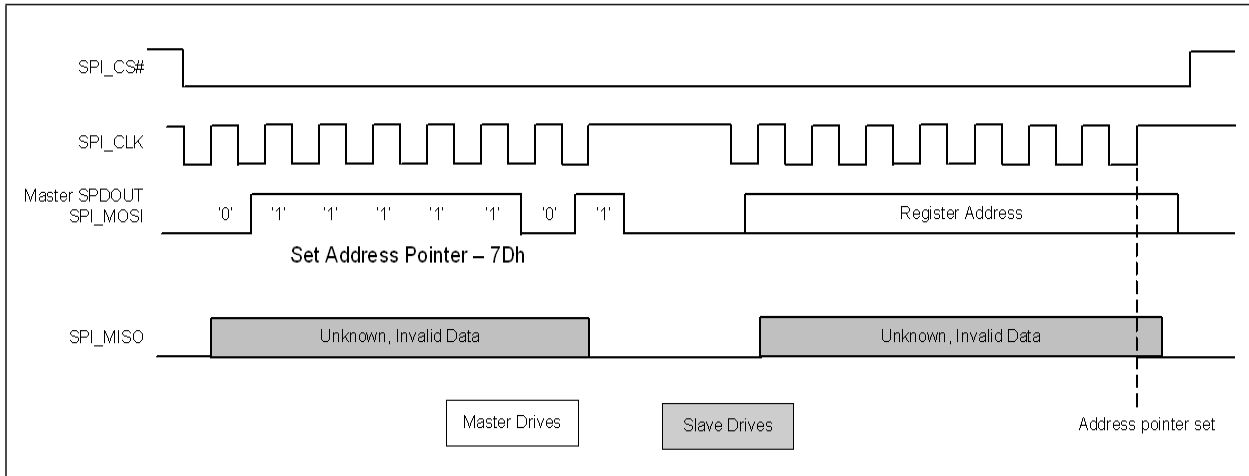 SPI_CS#
SPI_CLK
Master SPDOUT
SPI_MOSI
'0' '1' '1' '1' '1' '1' '0' '1'
Register Address
Set Address Pointer – 7Dh
SPI_MISO
Unknown, Invalid Data
Unknown, Invalid Data
Master Drives
Slave Drives
Address pointer set